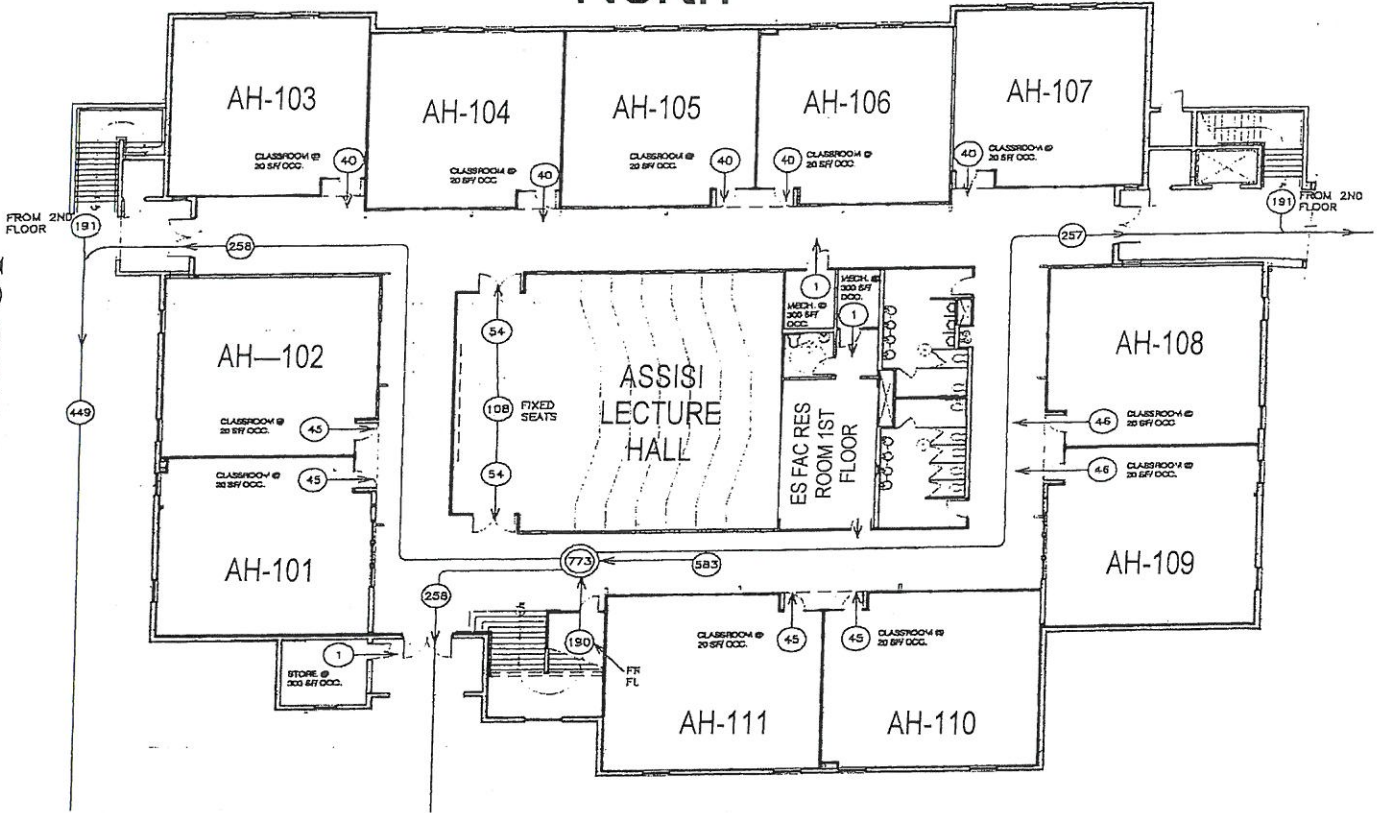 AH-103
CLASSROOM @
20 SF/ OCC.
40
AH-104
CLASSROOM @
20 SF/ OCC.
40
AH-105
CLASSROOM @
20 SF/ OCC.
40
AH-106
40
CLASSROOM @
20 SF/ OCC.
AH-107
40
CLASSROOM @
20 SF/ OCC.
FROM 2ND
FLOOR
191
258
257
191
FROM 2ND
FLOOR
AH—102
CLASSROOM @
20 SF/ OCC.
45
449
54
108
FIXED
SEATS
54
ASSISI
LECTURE
HALL
1
MECH. @
300 SF/
OCC.
MECH. @
300 SF/
OCC.
1
ES FAC RES
ROOM 1ST
FLOOR
AH-108
46
CLASSROOM @
20 SF/ OCC.
CLASSROOM @
20 SF/ OCC.
45
AH-101
46
CLASSROOM @
20 SF/ OCC.
AH-109
773
583
258
190
1
STORE @
300 SF/ OCC.
CLASSROOM @
20 SF/ OCC.
45
45
CLASSROOM @
20 SF/ OCC.
AH-111
AH-110